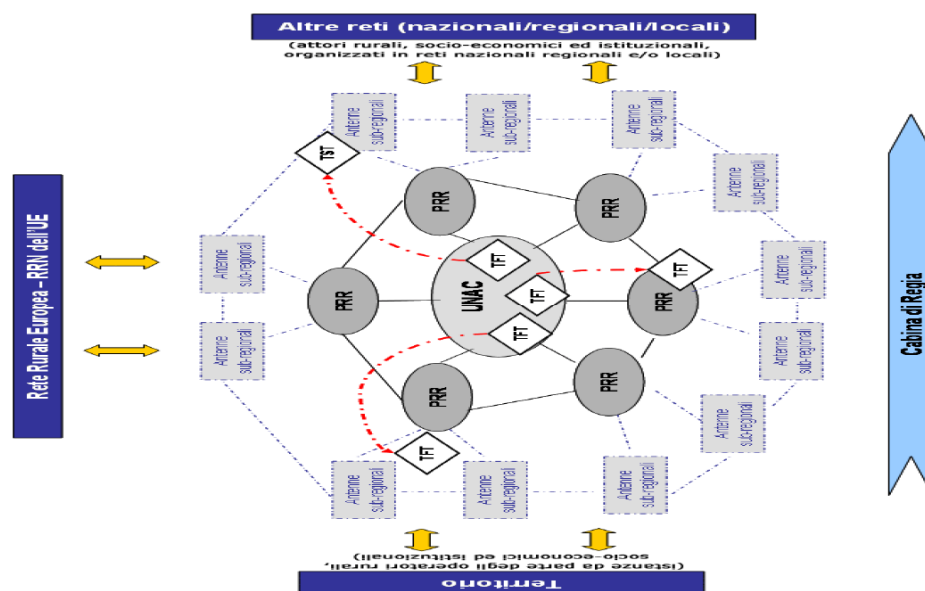 Altre reti (nazionali/regionali/locali)
(attori rurali, socio-economici ed istituzionali,
organizzati in reti nazionali regionali e/o locali)
Antenne
sub-regionali
Antenne
sub-regionali
Antenne
sub-regionali
TST
Antenne
sub-regionali
PRR
PRR
Antenne
sub-regionali
Antenne
sub-regionali
TFT
TFT
Rete Rurale Europea – RRN dell'UE
PRR
UNAC
TFT
PRR
Cabina di Regia
Antenne
sub-regionali
TFT
Antenne
sub-regionali
PRR
PRR
Antenne
sub-regionali
TFT
Antenne
sub-regionali
Antenne
sub-regionali
Antenne
sub-regionali
Antenne
sub-regionali
(istanze da parte degli operatori rurali,
socio-economici ed istituzionali)
Territorio